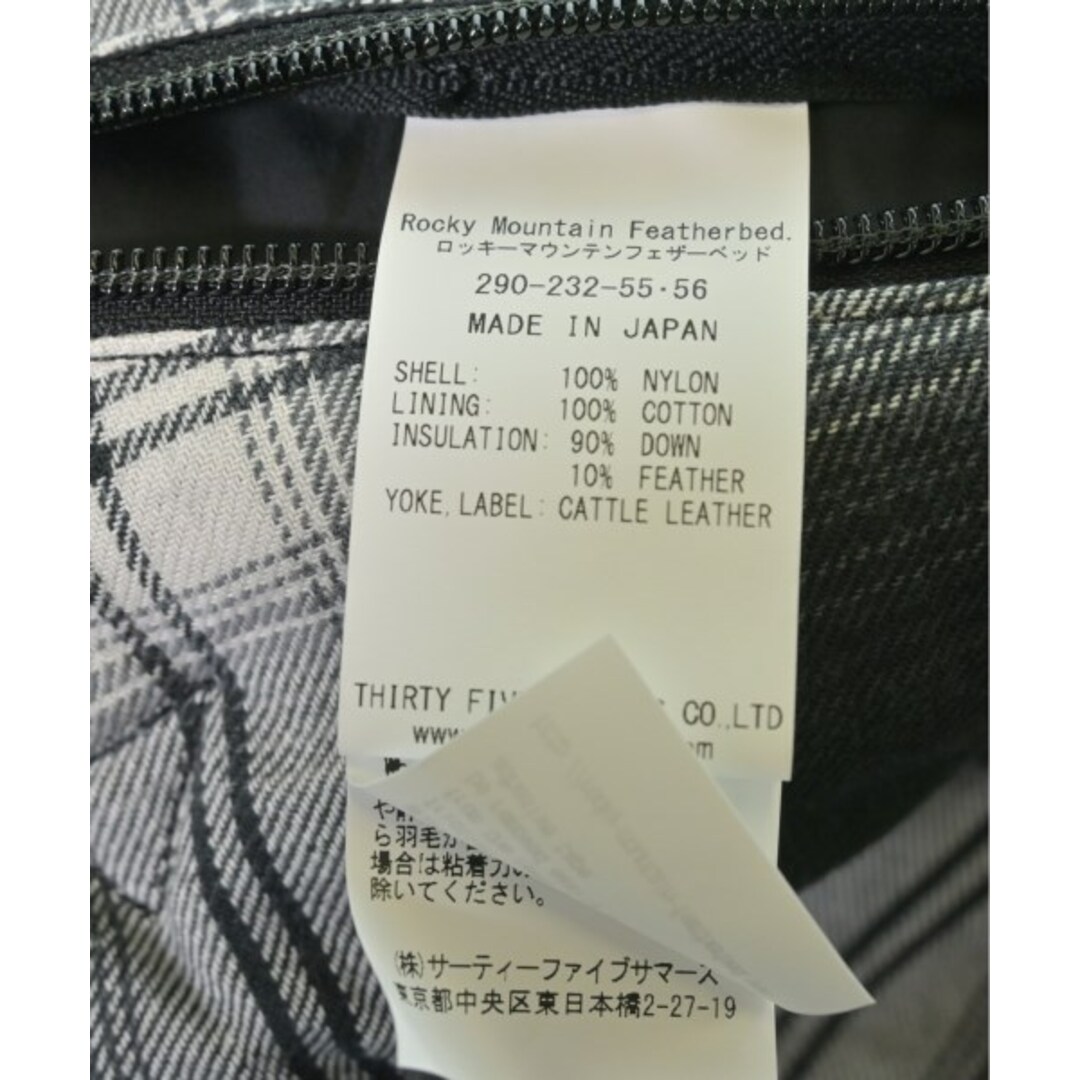 Rocky Mountain Featherbed.
ロッキーマウンテンフェザーベッド
290-232-55・56
MADE IN JAPAN
SHELL: 100% NYLON
LINING: 100% COTTON
INSULATION: 90% DOWN
10% FEATHER
YOKE, LABEL: CATTLE LEATHER
THIRTY CO.,LTD
ら羽毛が
場合は粘着力の
除いてください。
(株)サーティーファイブサマーズ
東京都中央区東日本橋2-27-19